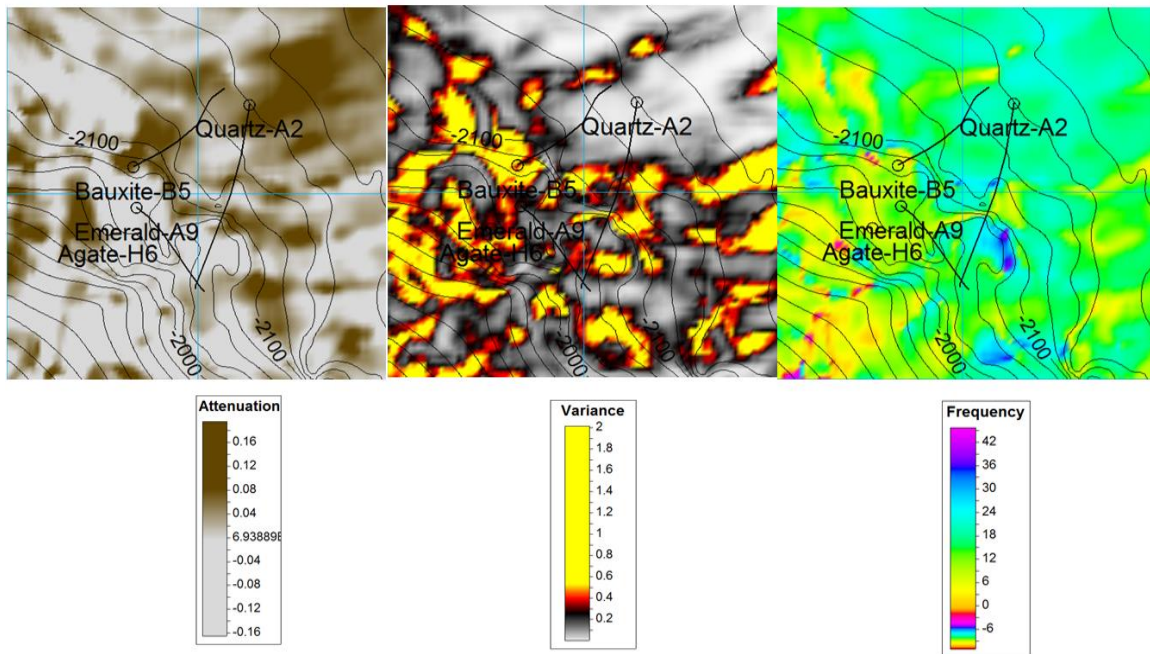 -2100
Quartz-A2
Bauxite-B5
Emerald-A9
Agate-H6
-2000
-2100
-2100
Quartz-A2
Bauxite-B5
Emerald-A9
Agate-H6
-2000
-2100
-2100
Quartz-A2
Bauxite-B5
Emerald-A9
Agate-H6
-2000
-2100
Attenuation
0.16
0.12
0.08
0.04
6.93889E
-0.04
-0.08
-0.12
-0.16
Variance
2
1.8
1.6
1.4
1.2
1
0.8
0.6
0.4
0.2
Frequency
42
36
30
24
18
12
6
0
-6